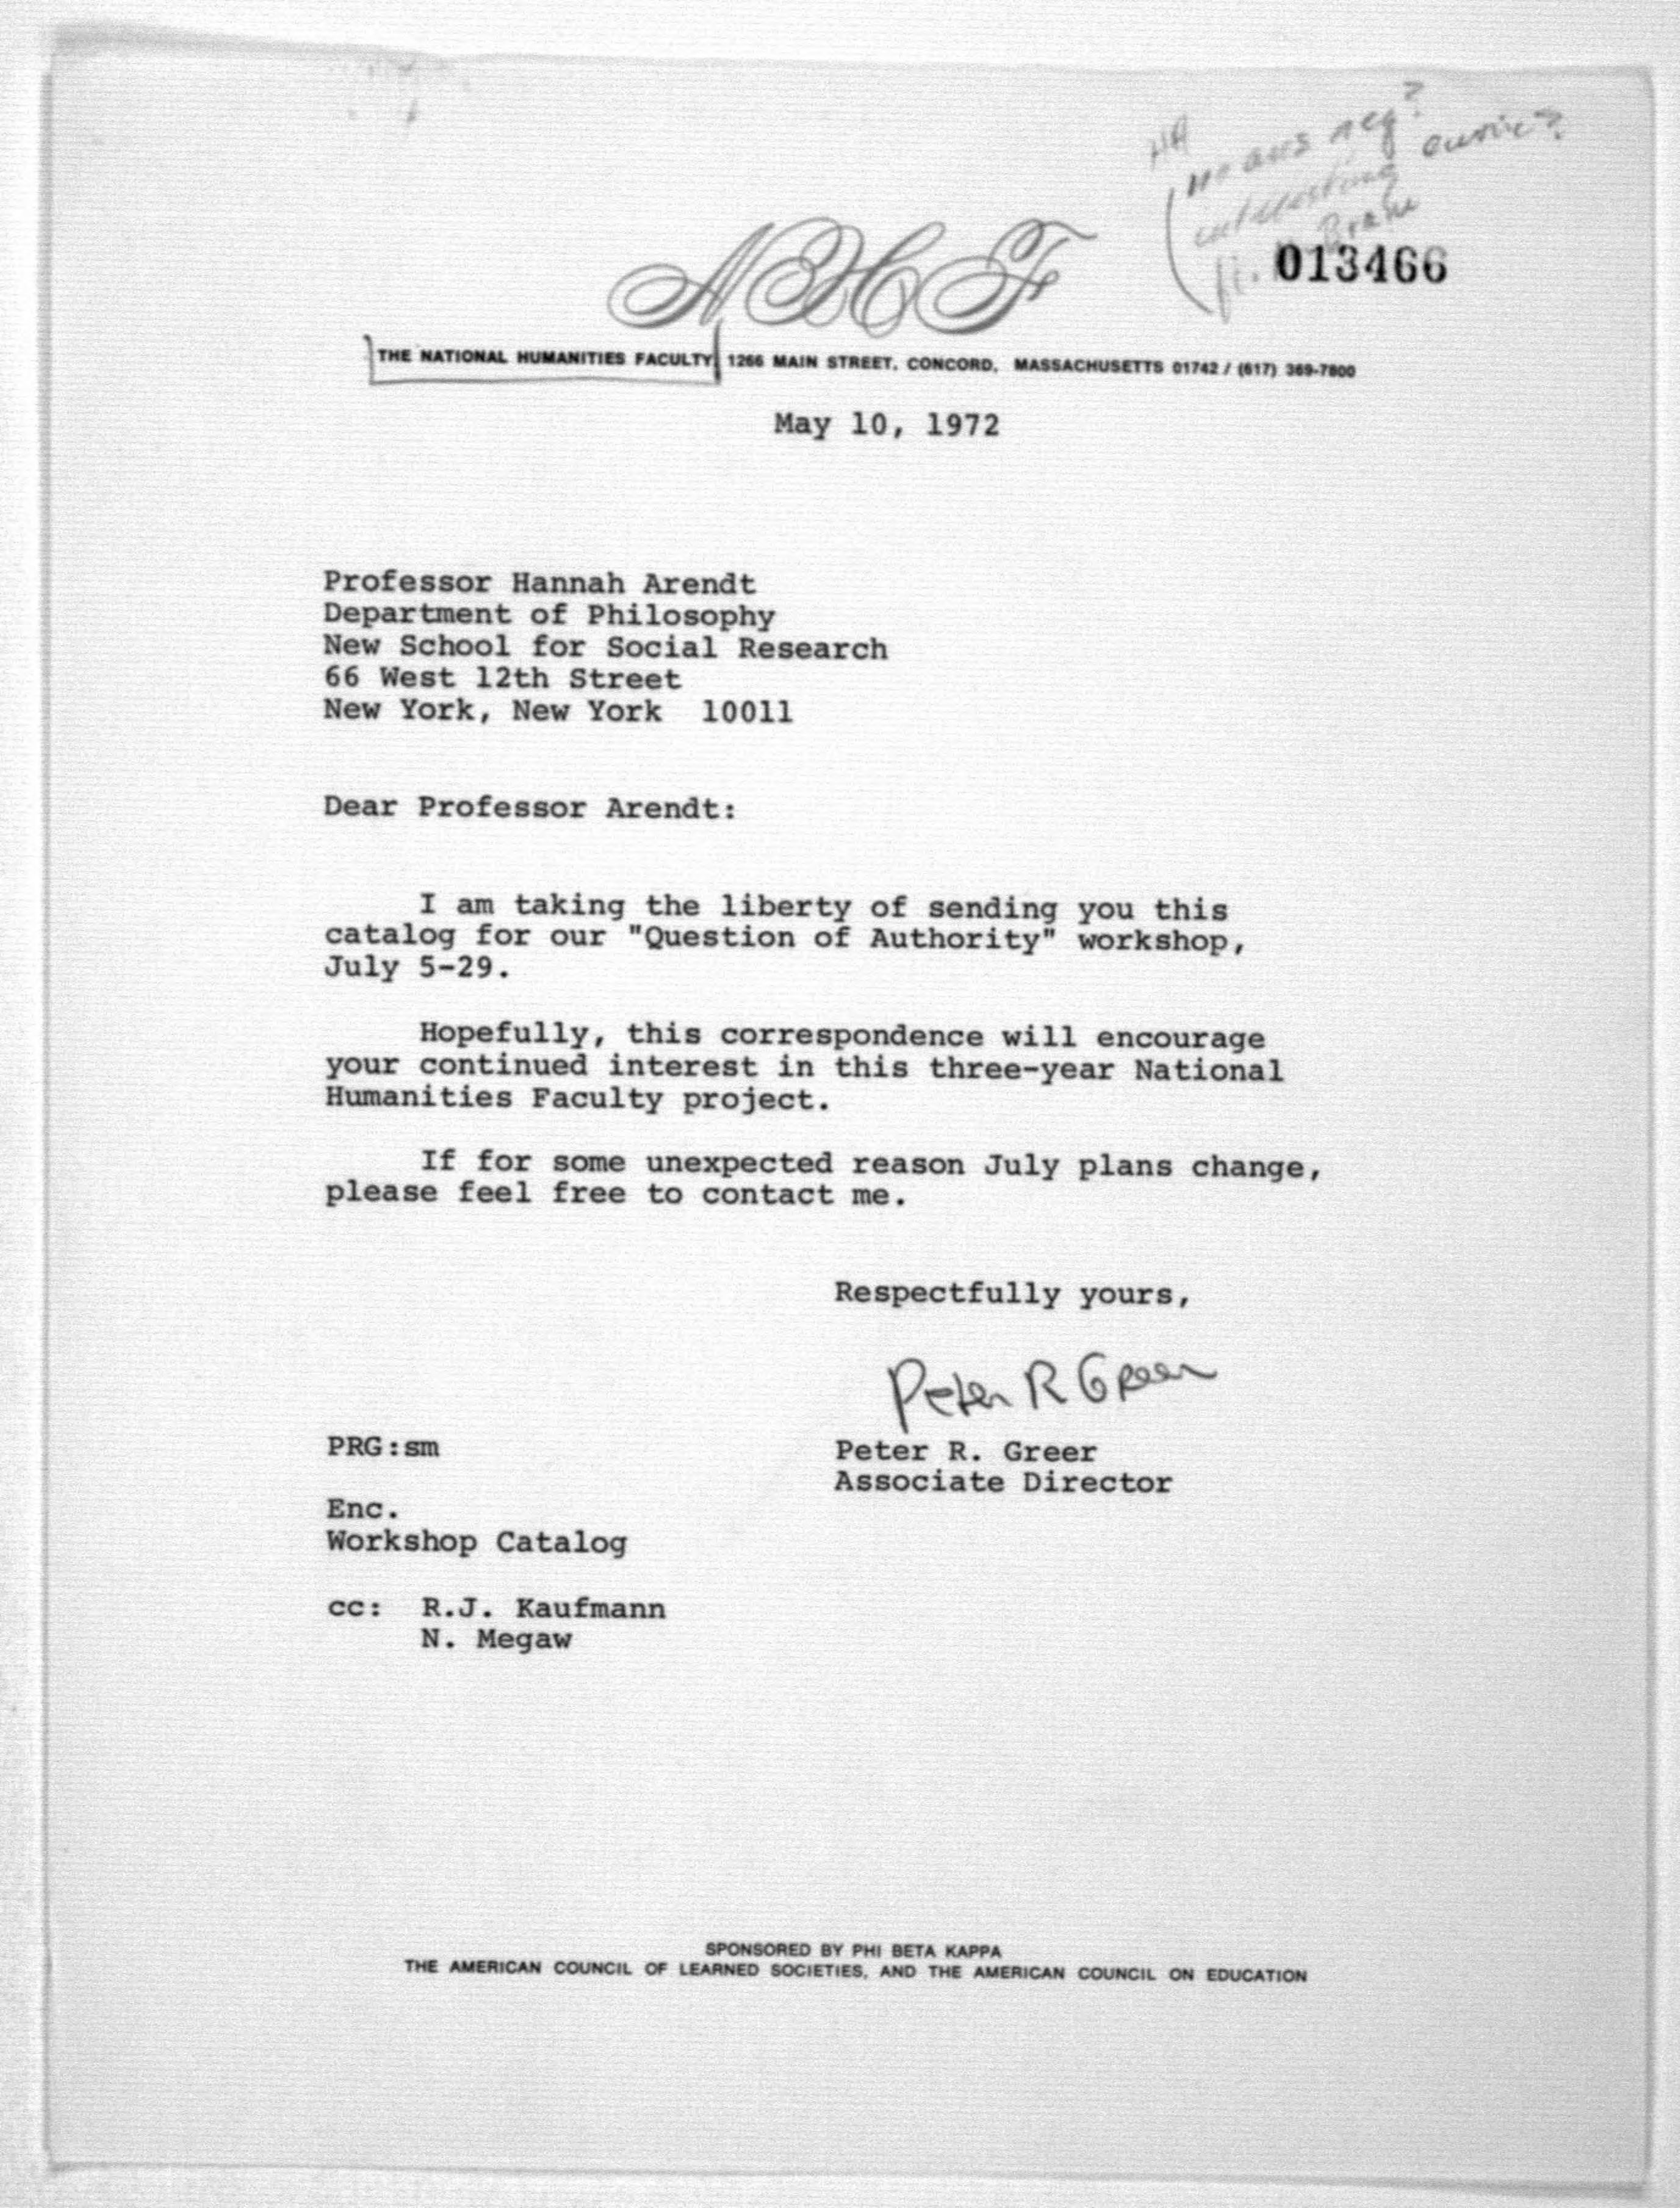 HA
neg?
013466
NHF
THE NATIONAL HUMANITIES FACULTY 1266 MAIN STREET, CONCORD, MASSACHUSETTS 01742 / (617) 369-7800
May 10, 1972
Professor Hannah Arendt
Department of Philosophy
New School for Social Research
66 West 12th Street
New York, New York 10011
Dear Professor Arendt:
I am taking the liberty of sending you this
catalog for our "Question of Authority" workshop,
July 5-29.
Hopefully, this correspondence will encourage
your continued interest in this three-year National
Humanities Faculty project.
If for some unexpected reason July plans change,
please feel free to contact me.
Respectfully yours,
Peter R Greer
PRG:sm
Peter R. Greer
Associate Director
Enc.
Workshop Catalog
cc: R.J. Kaufmann
N. Megaw
SPONSORED BY PHI BETA KAPPA
THE AMERICAN COUNCIL OF LEARNED SOCIETIES, AND THE AMERICAN COUNCIL ON EDUCATION